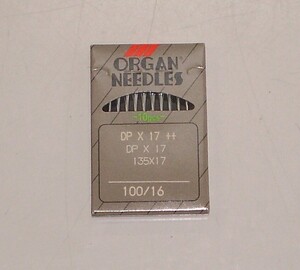 ORGAN
NEEDLES
DP X 17 ‡‡
DP X 17
135X17
100/16